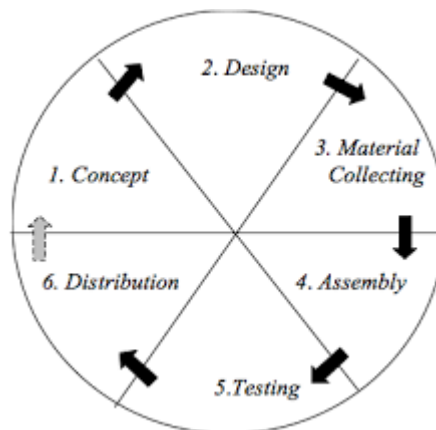 1. Concept
2. Design
3. Material
Collecting
4. Assembly
5.Testing
6. Distribution